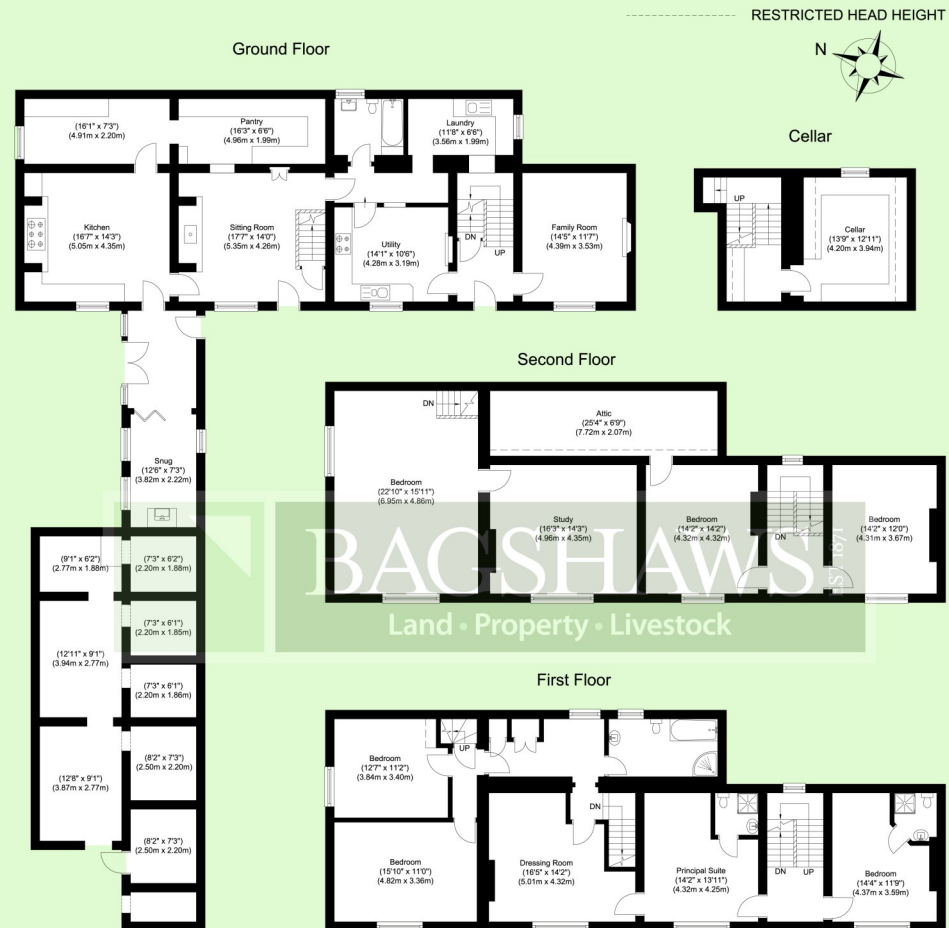 RESTRICTED HEAD HEIGHT
N
Ground Floor
(16'1" x 7'3")
(4.91m x 2.20m)
Pantry
(16'3" x 6'6")
(4.96m x 1.99m)
Laundry
(11'8" x 6'6")
(3.56m x 1.99m)
Kitchen
(16'7" x 14'3")
(5.05m x 4.35m)
Sitting Room
(17'7" x 14'0")
(5.35m x 4.26m)
Utility
(14'1" x 10'6")
(4.28m x 3.19m)
DN
UP
Family Room
(14'5" x 11'7")
(4.39m x 3.53m)
Snug
(12'6" x 7'3")
(3.82m x 2.22m)
(9'1" x 6'2")
(2.77m x 1.88m)
(7'3" x 6'2")
(2.20m x 1.88m)
(7'3" x 6'1")
(2.20m x 1.85m)
(12'11" x 9'1")
(3.94m x 2.77m)
(7'3" x 6'1")
(2.20m x 1.86m)
(8'2" x 7'3")
(2.50m x 2.20m)
(12'8" x 9'1")
(3.87m x 2.77m)
(8'2" x 7'3")
(2.50m x 2.20m)
Cellar
UP
Cellar
(13'9" x 12'11")
(4.20m x 3.94m)
Second Floor
DN
Attic
(25'4" x 6'9")
(7.72m x 2.07m)
Bedroom
(22'10" x 15'11")
(6.95m x 4.86m)
Study
(16'3" x 14'3")
(4.96m x 4.35m)
Bedroom
(14'2" x 14'2")
(4.32m x 4.32m)
DN
Bedroom
(14'2" x 12'0")
(4.31m x 3.67m)
BAGSHAWS
EST. 1871
Land • Property • Livestock
First Floor
Bedroom
(12'7" x 11'2")
(3.84m x 3.40m)
UP
DN
Bedroom
(15'10" x 11'0")
(4.82m x 3.36m)
Dressing Room
(16'5" x 14'2")
(5.01m x 4.32m)
Principal Suite
(14'2" x 13'11")
(4.32m x 4.25m)
DN UP
Bedroom
(14'4" x 11'9")
(4.37m x 3.59m)